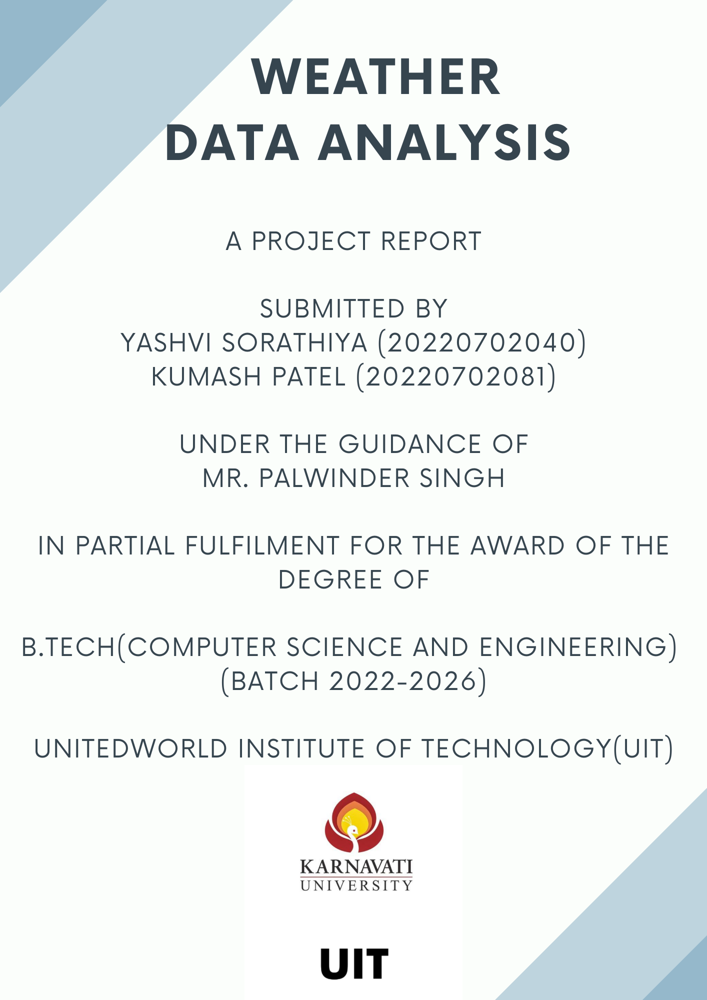 WEATHER
DATA ANALYSIS
A PROJECT REPORT
SUBMITTED BY
YASHVI SORATHIYA (20220702040)
KUMASH PATEL (20220702081)
UNDER THE GUIDANCE OF
MR. PALWINDER SINGH
IN PARTIAL FULFILMENT FOR THE AWARD OF THE
DEGREE OF
B.TECH(COMPUTER SCIENCE AND ENGINEERING)
(BATCH 2022-2026)
UNITEDWORLD INSTITUTE OF TECHNOLOGY(UIT)
KARNAVATI
UNIVERSITY
UIT